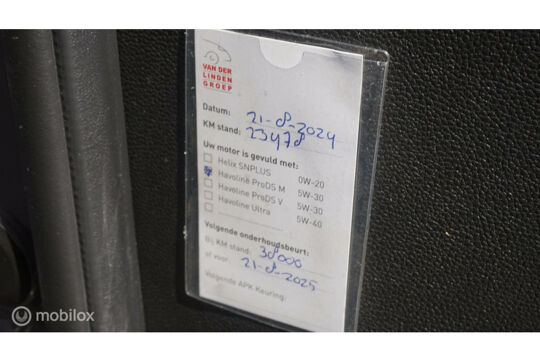 VAN DER
LINDEN
GROEP
Datum: 21-8-2024
KM stand: 23478
Uw motor is gevuld met:
Helix SNPLUS 0W-20
Havoline ProDS M 5W-30
Havoline ProDS V 5W-30
Havoline Ultra 5W-40
Volgende onderhoudsbeurt:
Bij KM stand: 38000
of voor: 21-8-2025
Volgende APK Keuring:
mobilox